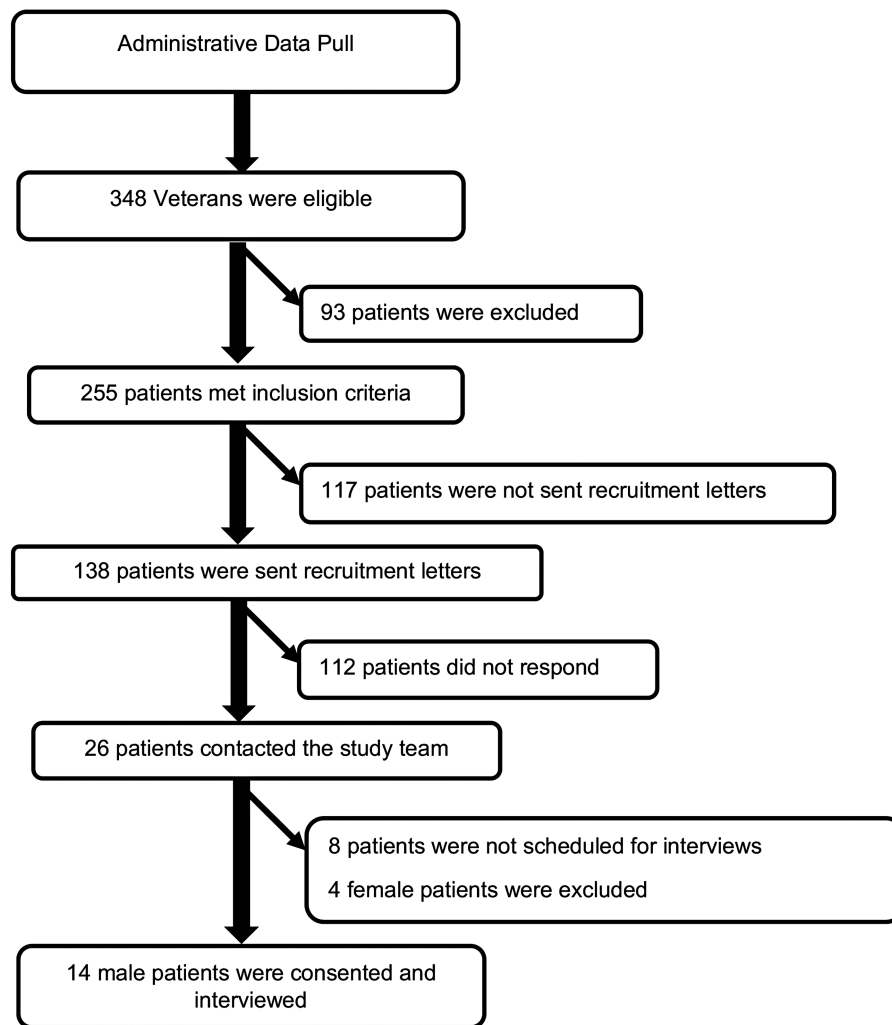 Administrative Data Pull
348 Veterans were eligible
93 patients were excluded
255 patients met inclusion criteria
117 patients were not sent recruitment letters
138 patients were sent recruitment letters
112 patients did not respond
26 patients contacted the study team
8 patients were not scheduled for interviews
4 female patients were excluded
14 male patients were consented and
interviewed